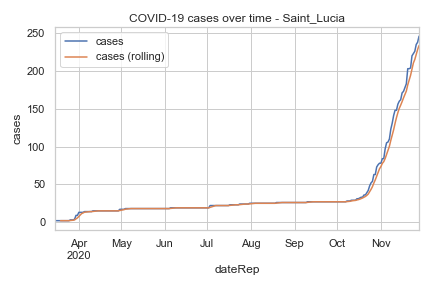 COVID-19 cases over time - Saint_Lucia
cases
cases (rolling)
250
200
150
100
50
0
cases
Apr May Jun Jul Aug Sep Oct Nov
2020
dateRep